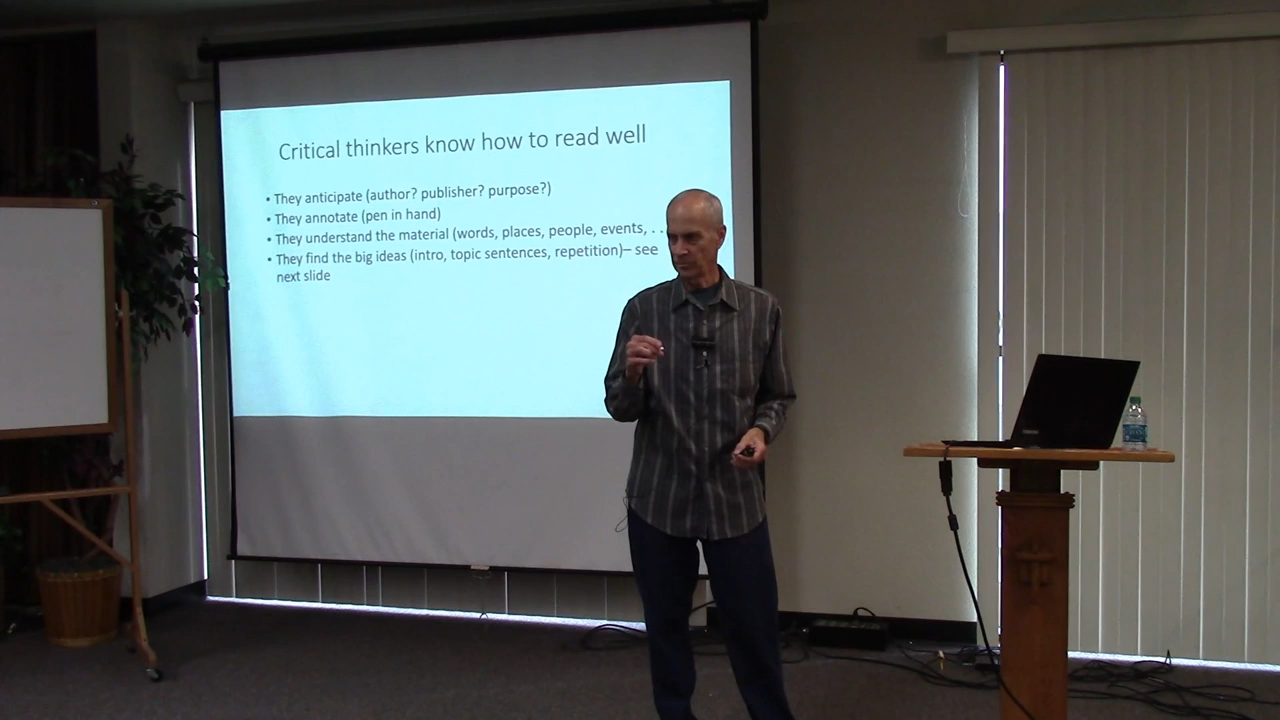 Critical thinkers know how to read well
• They anticipate (author? publisher? purpose?)
• They annotate (pen in hand)
• They understand the material (words, places, people, events, . .
• They find the big ideas (intro, topic sentences, repetition)– see
next slide